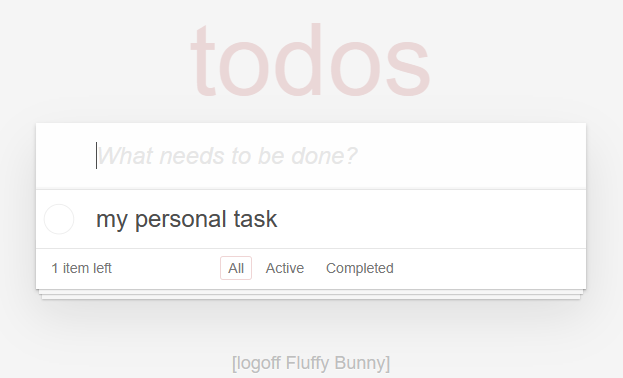 todos
What needs to be done?
my personal task
1 item left All Active Completed
[logoff Fluffy Bunny]